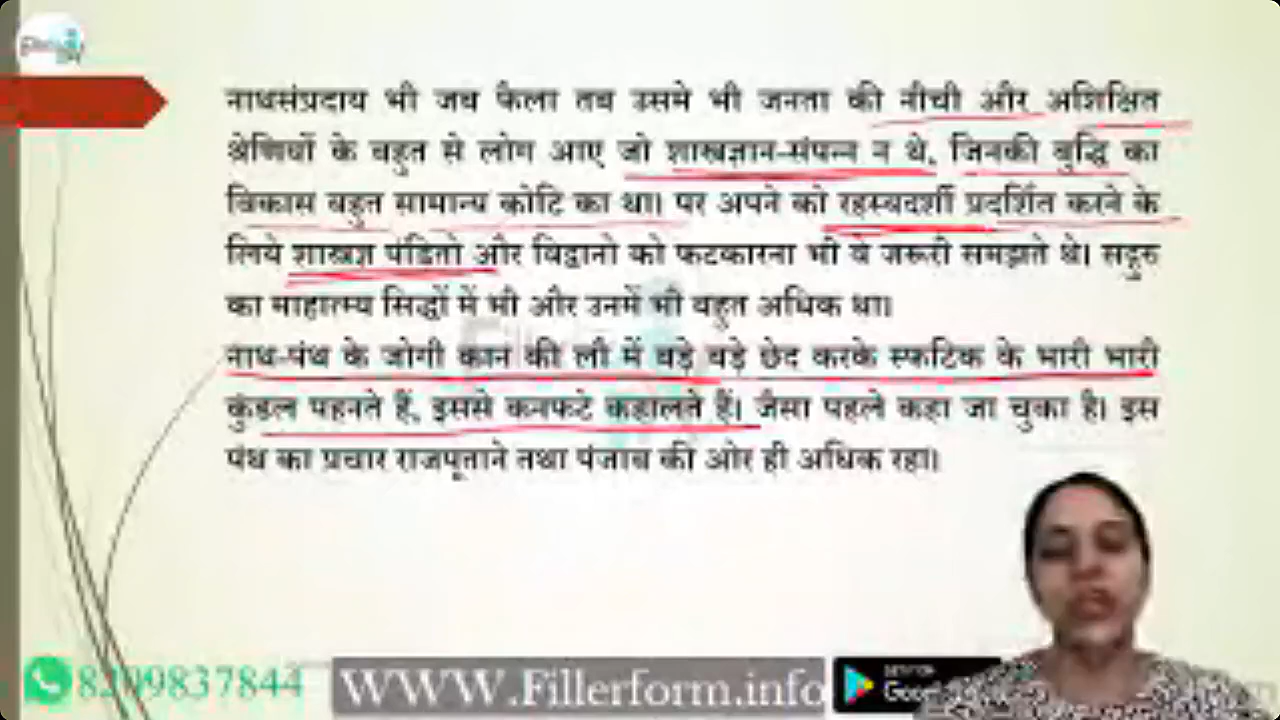 नाथसंप्रदाय भी जब फैला तब उसमे भी जनता की नीची और अशिक्षित
श्रेणियों के बहुत से लोग आए जो शास्त्रज्ञान-संपन्न न थे, जिनकी बुद्धि का
विकास बहुत सामान्य कोटि का था। पर अपने को रहस्यदर्शी प्रदर्शित करने के
लिये शास्त्रज्ञ पंडितो और विद्वानो को फटकारना भी वे जरूरी समझते थे। सद्गुरु
का माहात्म्य सिद्धों में भी और उनमें भी बहुत अधिक था।
नाथ-पंथ के जोगी कान की लौ में बड़े बड़े छेद करके स्फटिक के भारी भारी
कुंडल पहनते हैं, इससे कनफटे कहालते हैं। जैसा पहले कहा जा चुका है। इस
पंथ का प्रचार राजपूताने तथा पंजाब की ओर ही अधिक रहा।
8209837844 WWW.Fillerform.info